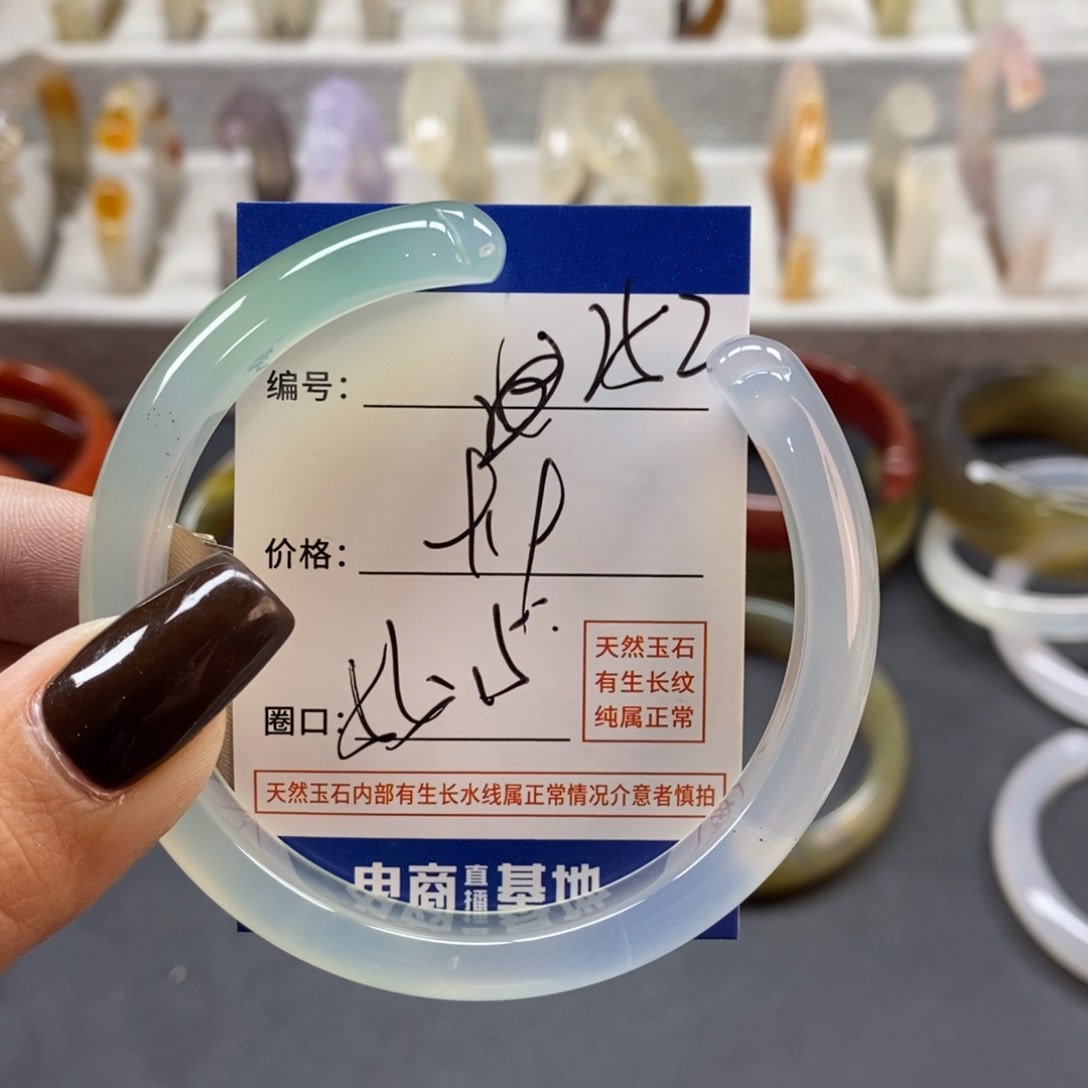 编号：
价格：
圈口：
天然玉石
有生长纹
纯属正常
天然玉石内部有生长水线属正常情况介意者慎拍
电商直播基地